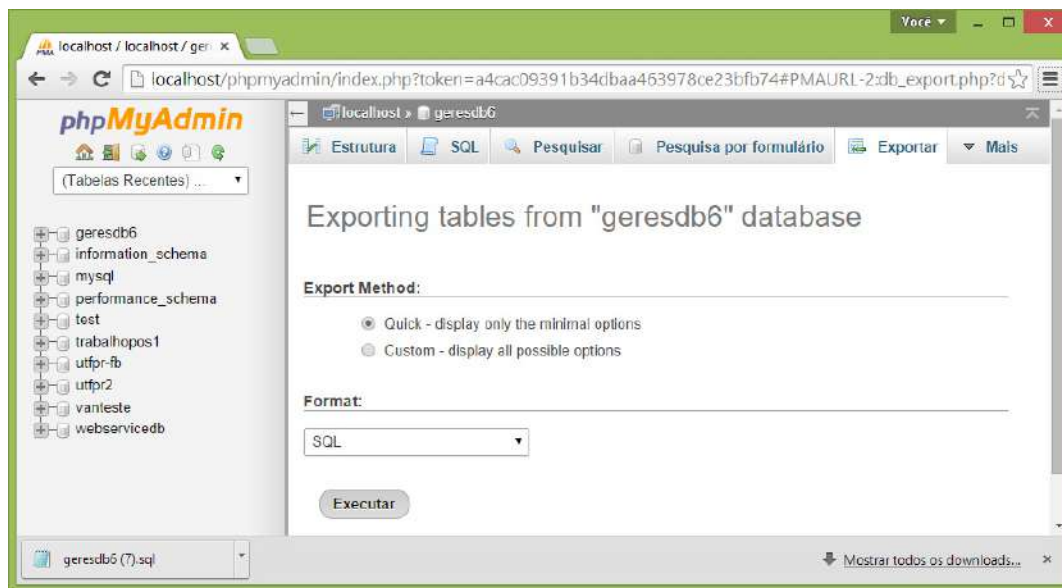 Você
localhost / localhost / ger
localhost/phpmyadmin/index.php?token=a4cac09391b34dbaa463978ce23bfb74#PMAURL-2:db_export.php?d
phpMyAdmin
(Tabelas Recentes) ...
geresdb6
information_schema
mysql
performance_schema
test
trabalhopos1
utfpr-fb
utfpr2
vanteste
webservicedb
localhost » geresdb6
Estrutura SQL Pesquisar Pesquisa por formulário Exportar Mais
Exporting tables from "geresdb6" database
Export Method:
Quick - display only the minimal options
Custom - display all possible options
Format:
SQL
Executar
geresdb6 (7).sql
Mostrar todos os downloads...